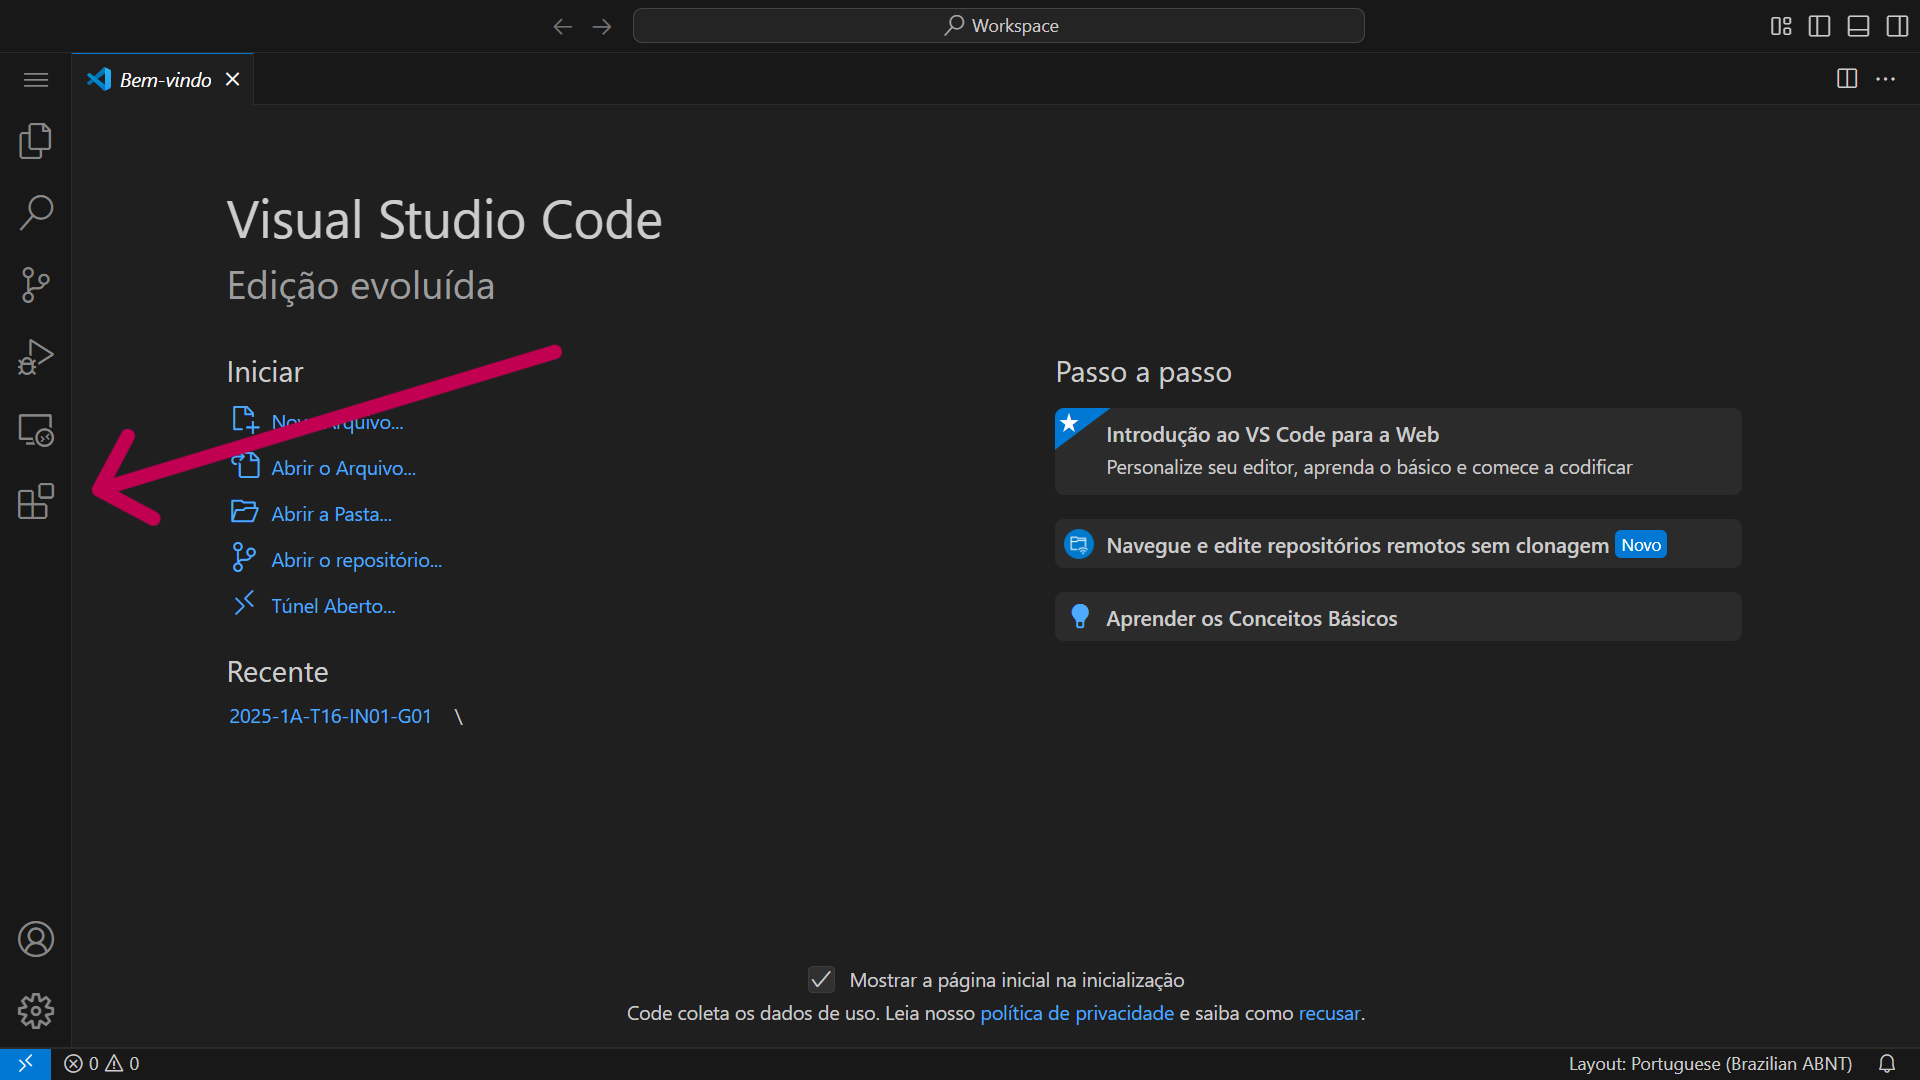 Workspace
Bem-vindo
Visual Studio Code
Edição evoluída
Iniciar
Novo Arquivo...
Abrir o Arquivo...
Abrir a Pasta...
Abrir o repositório...
Túnel Aberto...
Recente
2025-1A-T16-IN01-G01 \
Passo a passo
Introdução ao VS Code para a Web
Personalize seu editor, aprenda o básico e comece a codificar
Navegue e edite repositórios remotos sem clonagem Novo
Aprender os Conceitos Básicos
Mostrar a página inicial na inicialização
Code coleta os dados de uso. Leia nosso política de privacidade e saiba como recusar.
0 0
Layout: Portuguese (Brazilian ABNT)